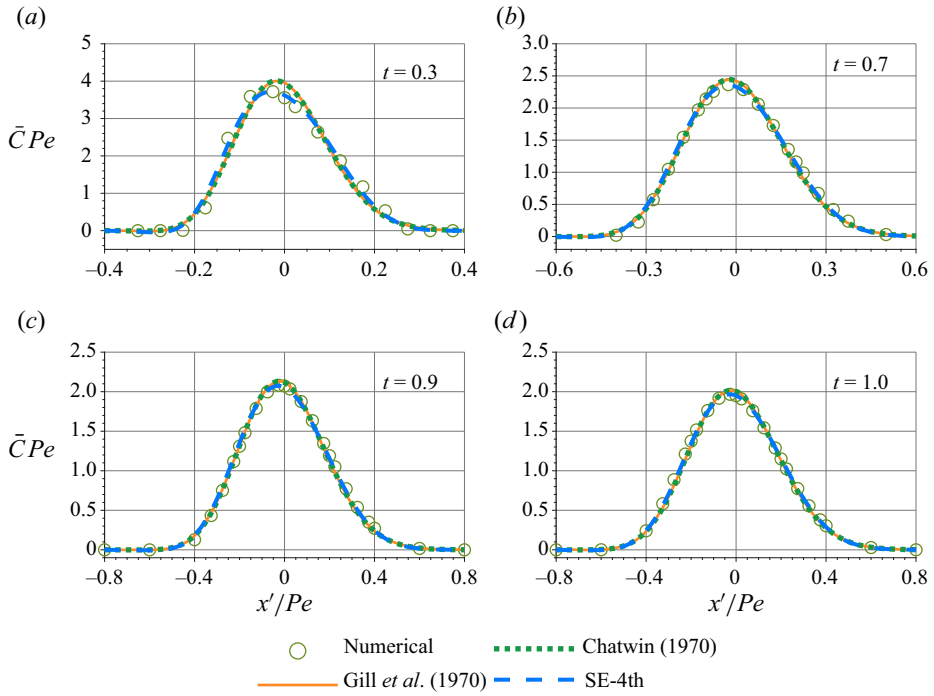 (a)
(b)
5
4
3
2
1
0
C̄ Pe
t = 0.3
–0.4 –0.2 0 0.2 0.4
3.0
2.5
2.0
1.5
1.0
0.5
0
t = 0.7
–0.6 –0.3 0 0.3 0.6
(c)
(d)
2.5
2.0
1.5
1.0
0.5
0
C̄ Pe
t = 0.9
–0.8 –0.4 0 0.4 0.8
x′/Pe
2.5
2.0
1.5
1.0
0.5
0
t = 1.0
–0.8 –0.4 0 0.4 0.8
x′/Pe
Numerical
Chatwin (1970)
Gill et al. (1970)
SE-4th